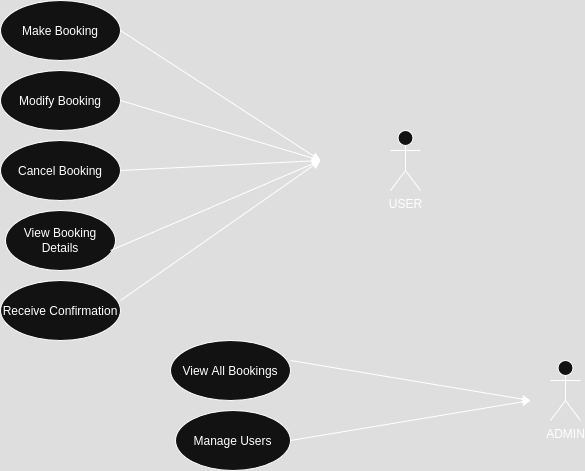 Make Booking
Modify Booking
Cancel Booking
View Booking
Details
Receive Confirmation
USER
View All Bookings
Manage Users
ADMIN